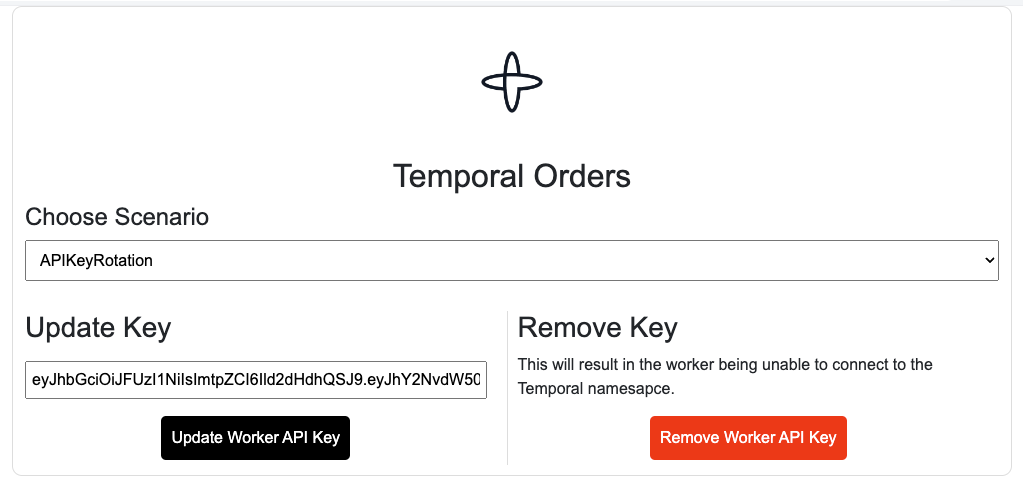 Temporal Orders
Choose Scenario
APIKeyRotation
Update Key
eyJhbGciOiJFUzI1NiIsImtpZCI6Ild2dHdhQSJ9.eyJhY2NvdW50
Update Worker API Key
Remove Key
This will result in the worker being unable to connect to the
Temporal namesapce.
Remove Worker API Key